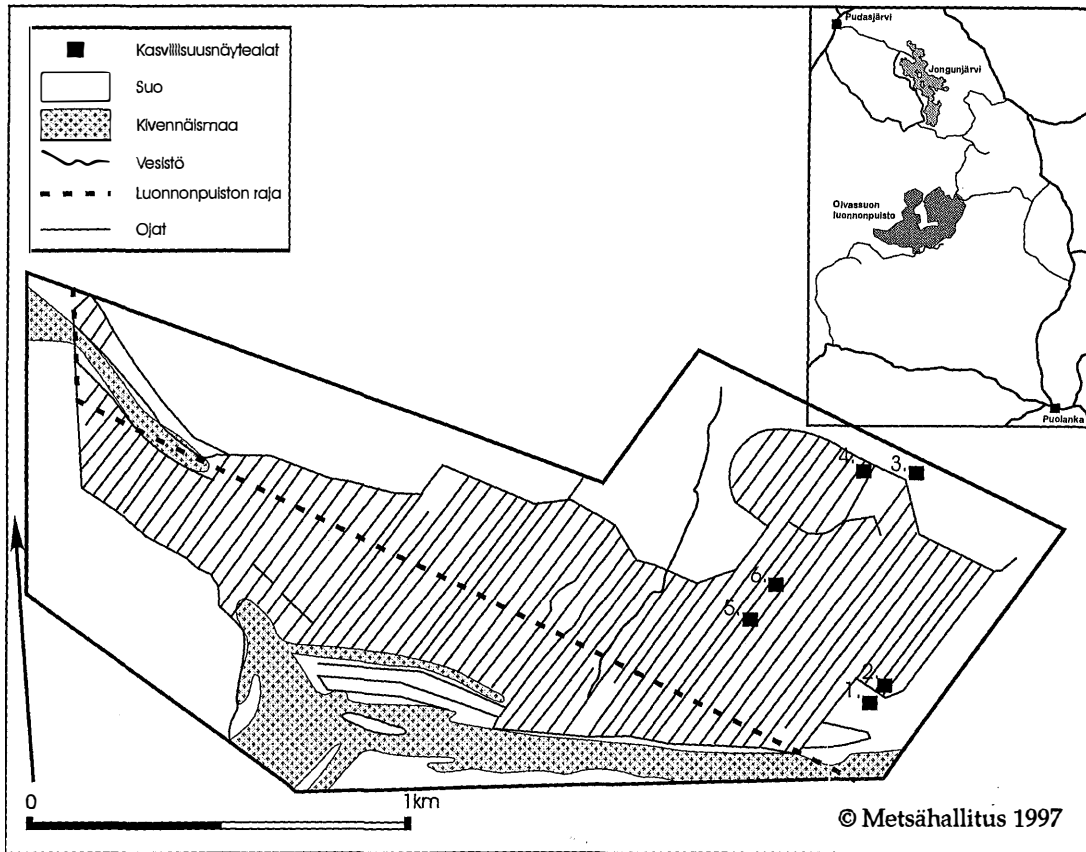 Kasvillisuusnäytealat
Suo
Kivennäismaa
Vesistö
Luonnonpuiston raja
Ojat
Pudasjärvi
Jongunjärvi
Olvassuon
luonnonpuisto
Puolanka
4.
3.
6.
5.
2.
1.
0
1km
© Metsähallitus 1997